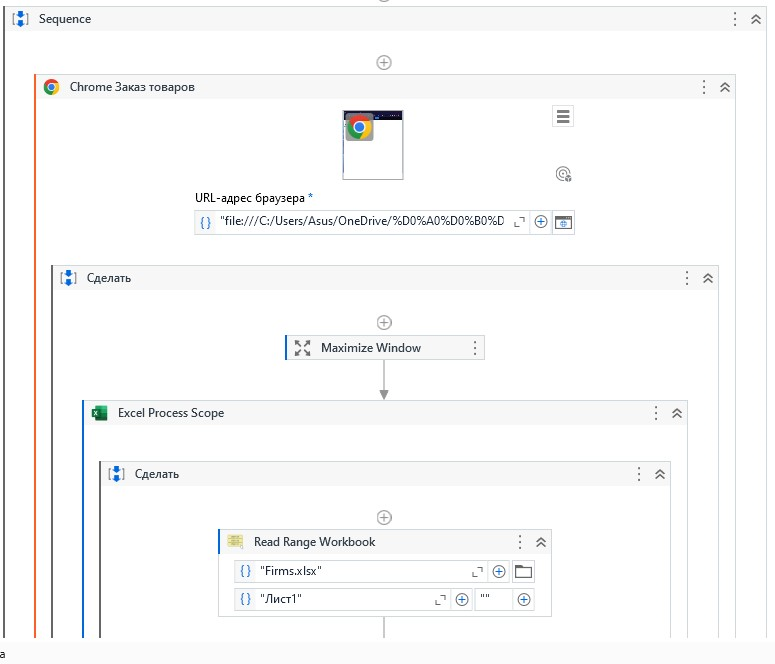 Sequence
Chrome Заказ товаров
URL-адрес браузера *
"file:///C:/Users/Asus/OneDrive/%D0%A0%D0%B0%D
Сделать
Maximize Window
Excel Process Scope
Сделать
Read Range Workbook
"Firms.xlsx"
"Лист1" ""
а